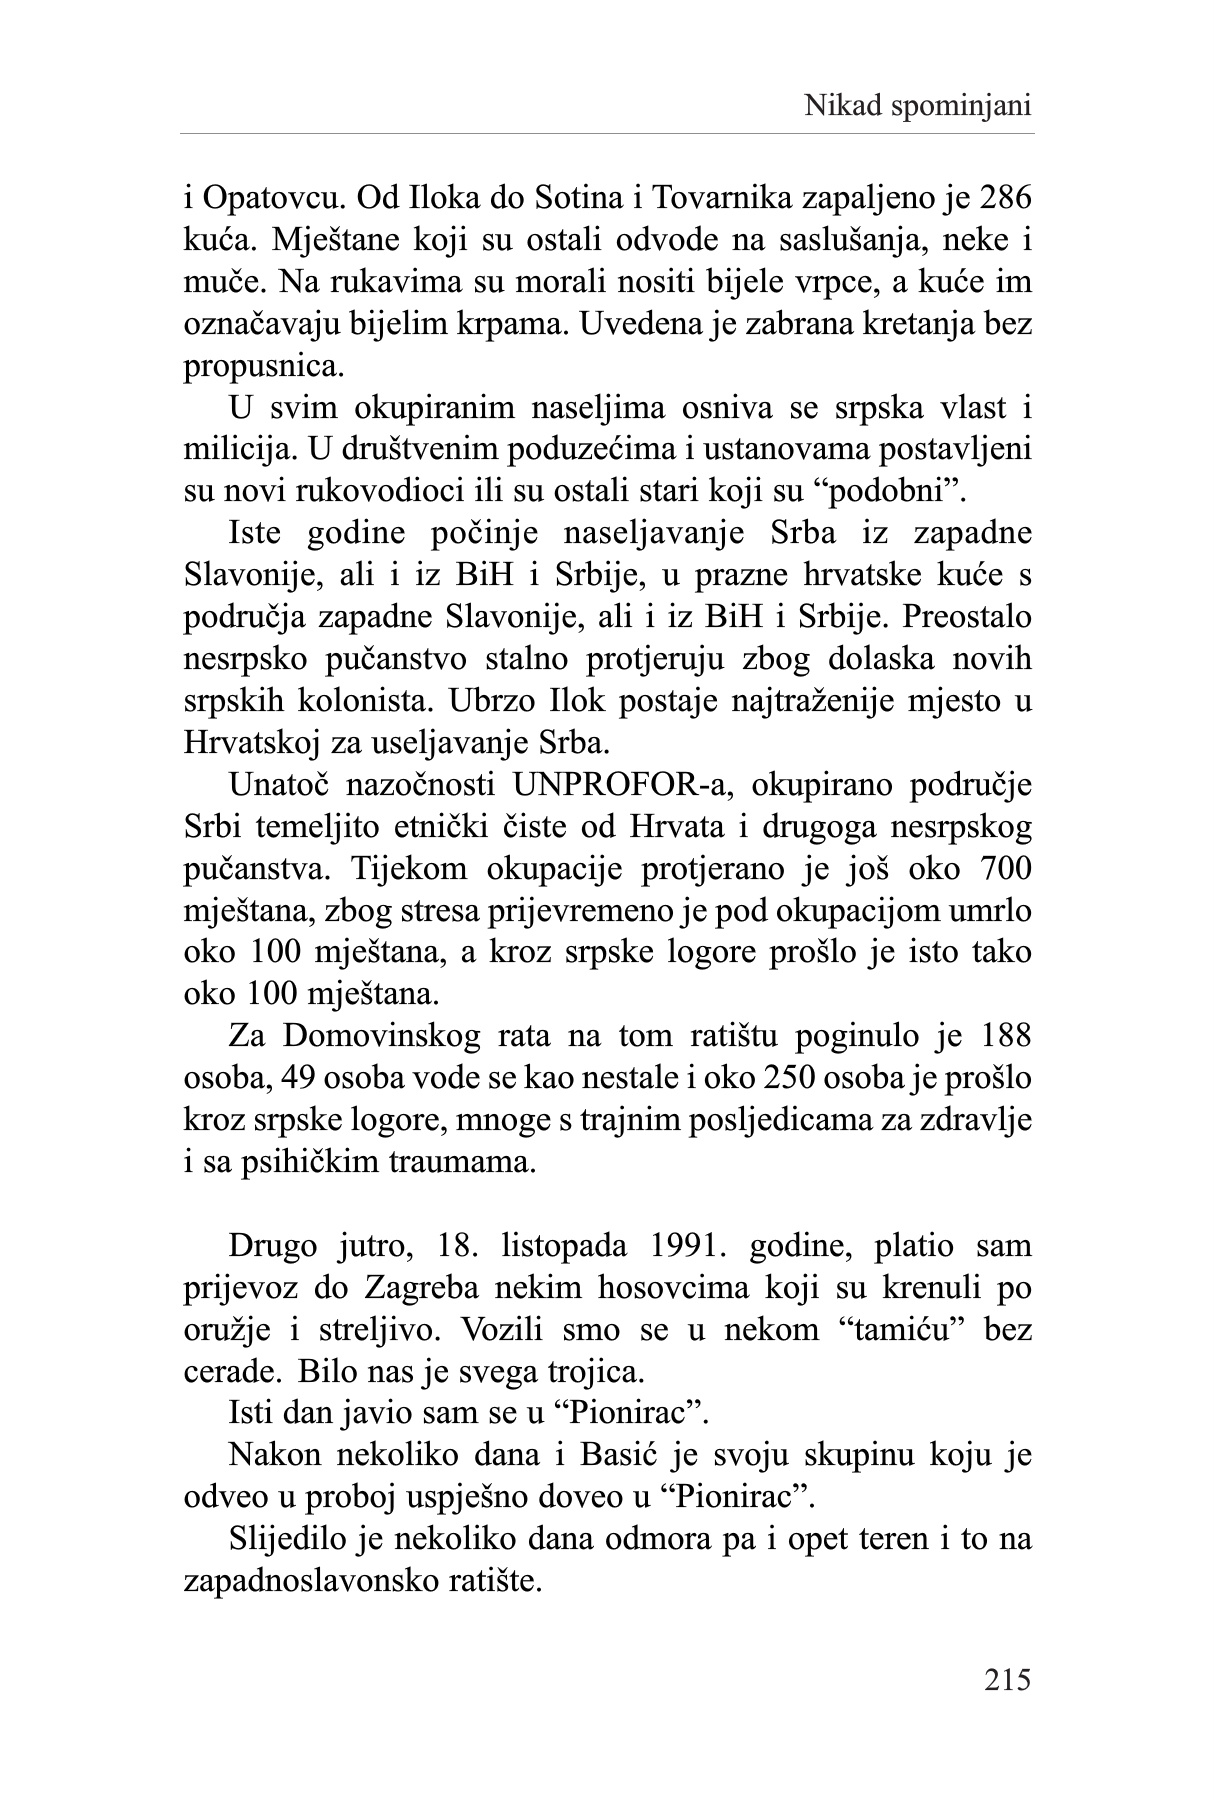 Nikad spominjani
i Opatovcu. Od Iloka do Sotina i Tovarnika zapaljeno je 286
kuća. Mještane koji su ostali odvode na saslušanja, neke i
muče. Na rukavima su morali nositi bijele vrpce, a kuće im
označavaju bijelim krpama. Uvedena je zabrana kretanja bez
propusnica.
U svim okupiranim naseljima osniva se srpska vlast i
milicija. U društvenim poduzećima i ustanovama postavljeni
su novi rukovodioci ili su ostali stari koji su “podobni”.
Iste godine počinje naseljavanje Srba iz zapadne
Slavonije, ali i iz BiH i Srbije, u prazne hrvatske kuće s
područja zapadne Slavonije, ali i iz BiH i Srbije. Preostalo
nesrpsko pučanstvo stalno protjeruju zbog dolaska novih
srpskih kolonista. Ubrzo Ilok postaje najtraženije mjesto u
Hrvatskoj za useljavanje Srba.
Unatoč nazočnosti UNPROFOR-a, okupirano područje
Srbi temeljito etnički čiste od Hrvata i drugoga nesrpskog
pučanstva. Tijekom okupacije protjerano je još oko 700
mještana, zbog stresa prijevremeno je pod okupacijom umrlo
oko 100 mještana, a kroz srpske logore prošlo je isto tako
oko 100 mještana.
Za Domovinskog rata na tom ratištu poginulo je 188
osoba, 49 osoba vode se kao nestale i oko 250 osoba je prošlo
kroz srpske logore, mnoge s trajnim posljedicama za zdravlje
i sa psihičkim traumama.
Drugo jutro, 18. listopada 1991. godine, platio sam
prijevoz do Zagreba nekim hosovcima koji su krenuli po
oružje i streljivo. Vozili smo se u nekom “tamiću” bez
cerade. Bilo nas je svega trojica.
Isti dan javio sam se u “Pionirac”.
Nakon nekoliko dana i Basić je svoju skupinu koju je
odveo u proboj uspješno doveo u “Pionirac”.
Slijedilo je nekoliko dana odmora pa i opet teren i to na
zapadnoslavonsko ratište.
215